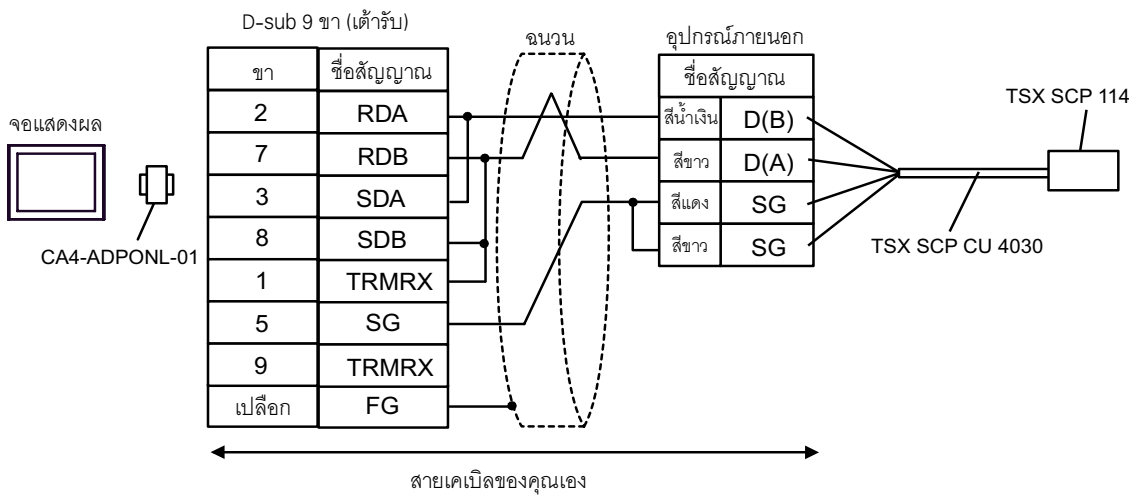 D-sub 9 ขา (เต้ารับ)
ฉนวน
อุปกรณ์ภายนอก
ขา ชื่อสัญญาณ
2 RDA
7 RDB
3 SDA
8 SDB
1 TRMRX
5 SG
9 TRMRX
เปลือก FG
ชื่อสัญญาณ
สีน้ำเงิน D(B)
สีขาว D(A)
สีแดง SG
สีขาว SG
TSX SCP 114
TSX SCP CU 4030
จอแสดงผล
CA4-ADPONL-01
สายเคเบิลของคุณเอง